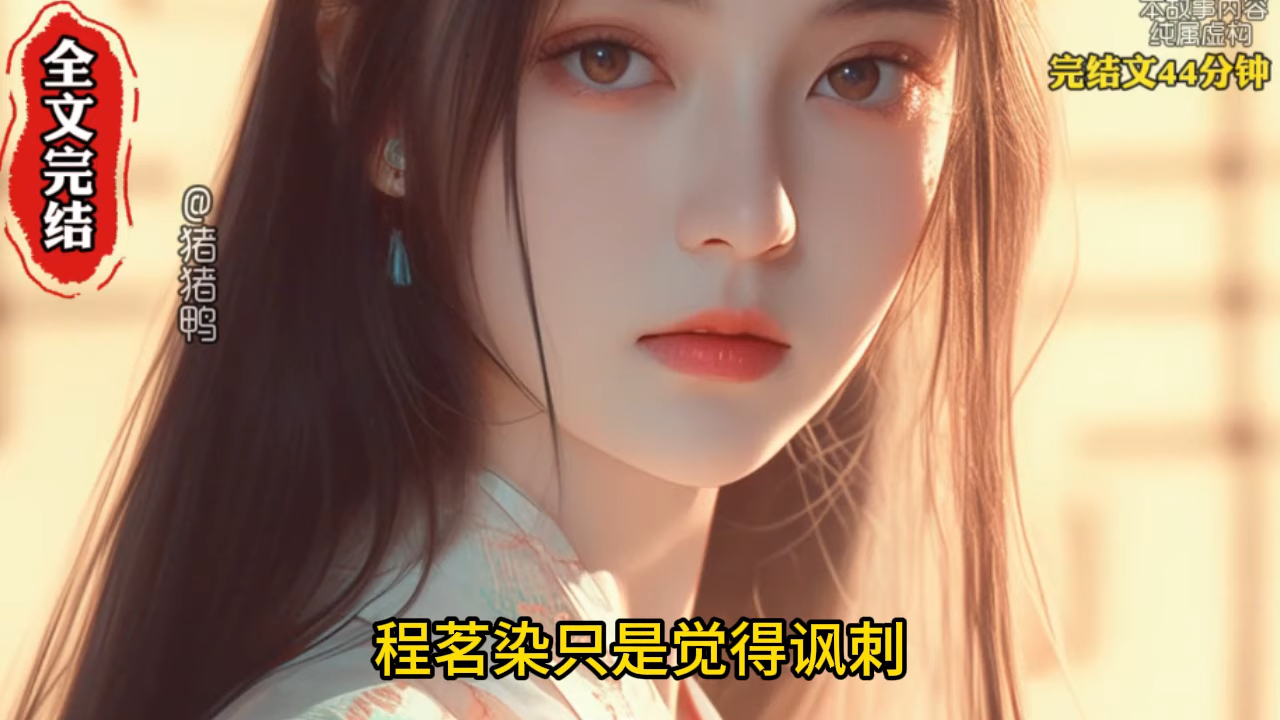 全文完结
@猪猪鸭
本故事内容
纯属虚构
完结文44分钟
程茗染只是觉得讽刺